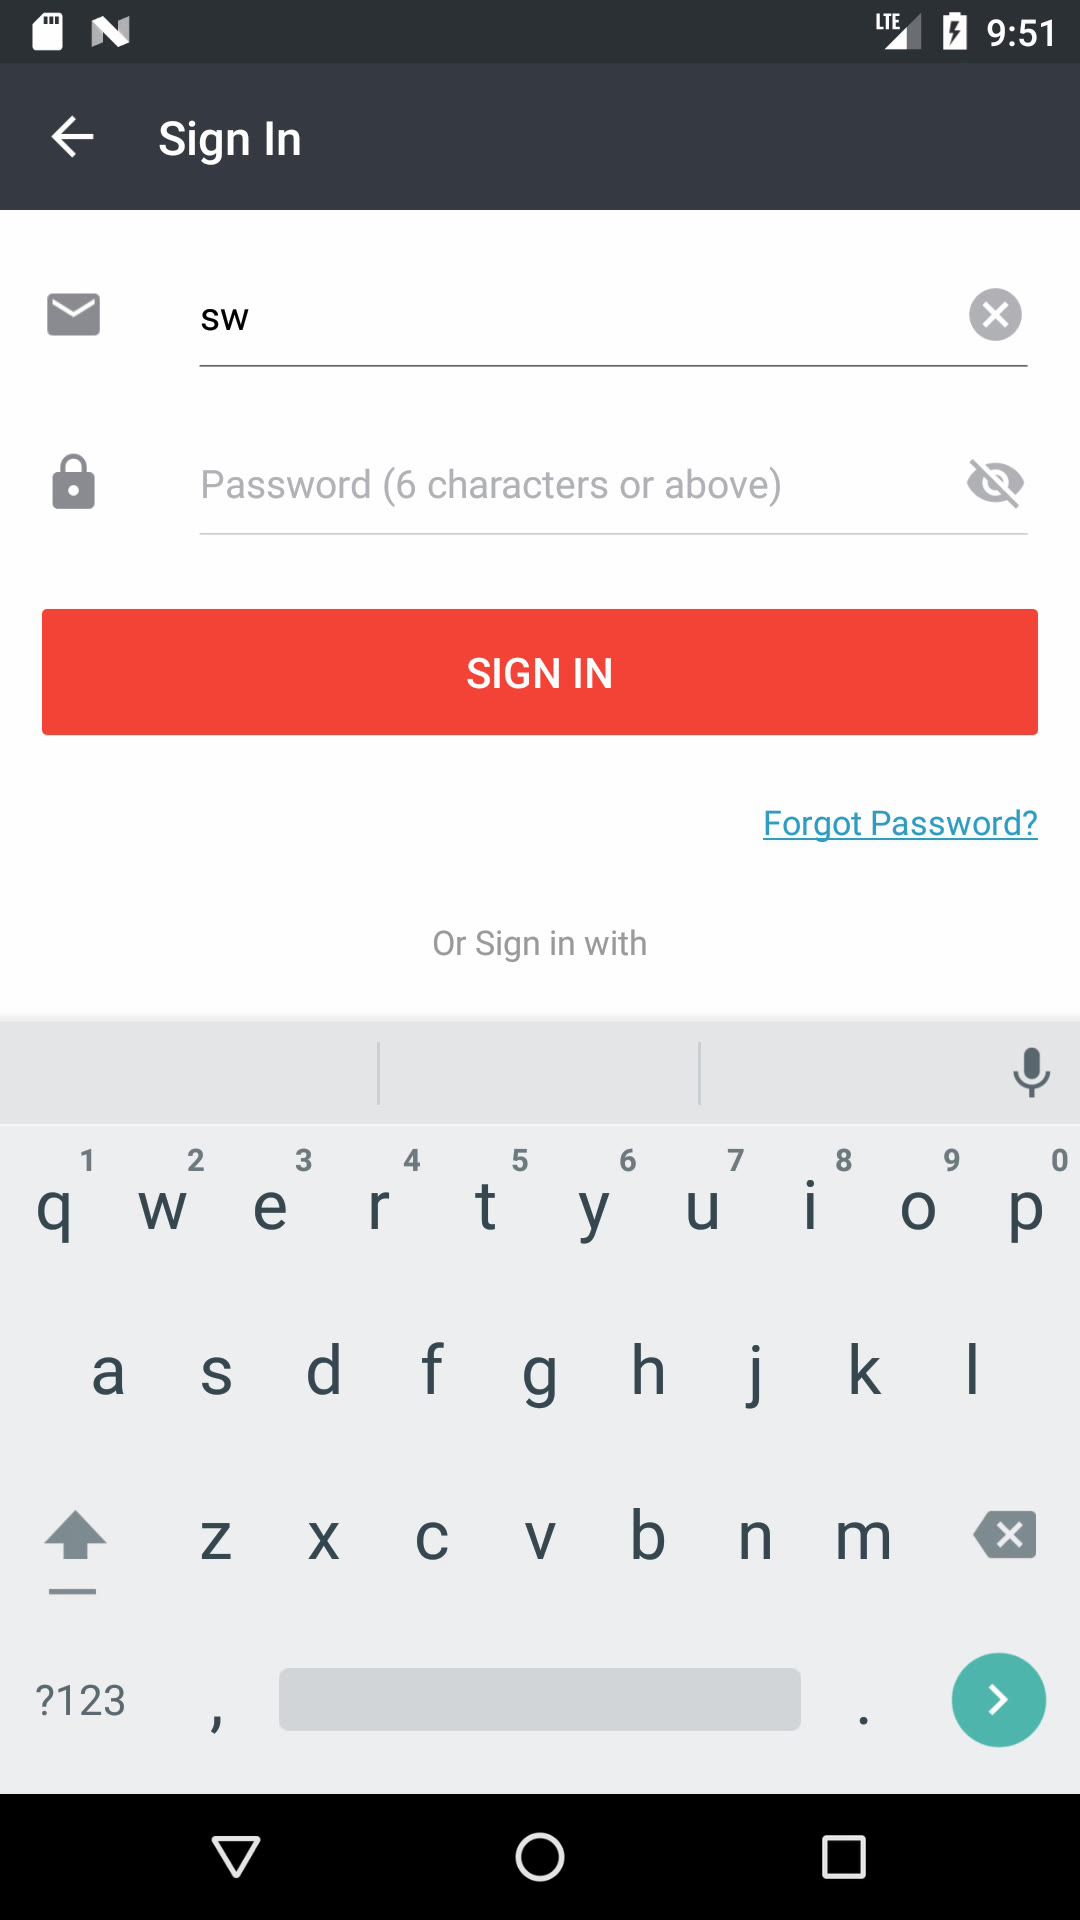 LTE 9:51
Sign In
sw
Password (6 characters or above)
SIGN IN
Forgot Password?
Or Sign in with
1 2 3 4 5 6 7 8 9 0
q w e r t y u i o p
a s d f g h j k l
z x c v b n m
?123 , .